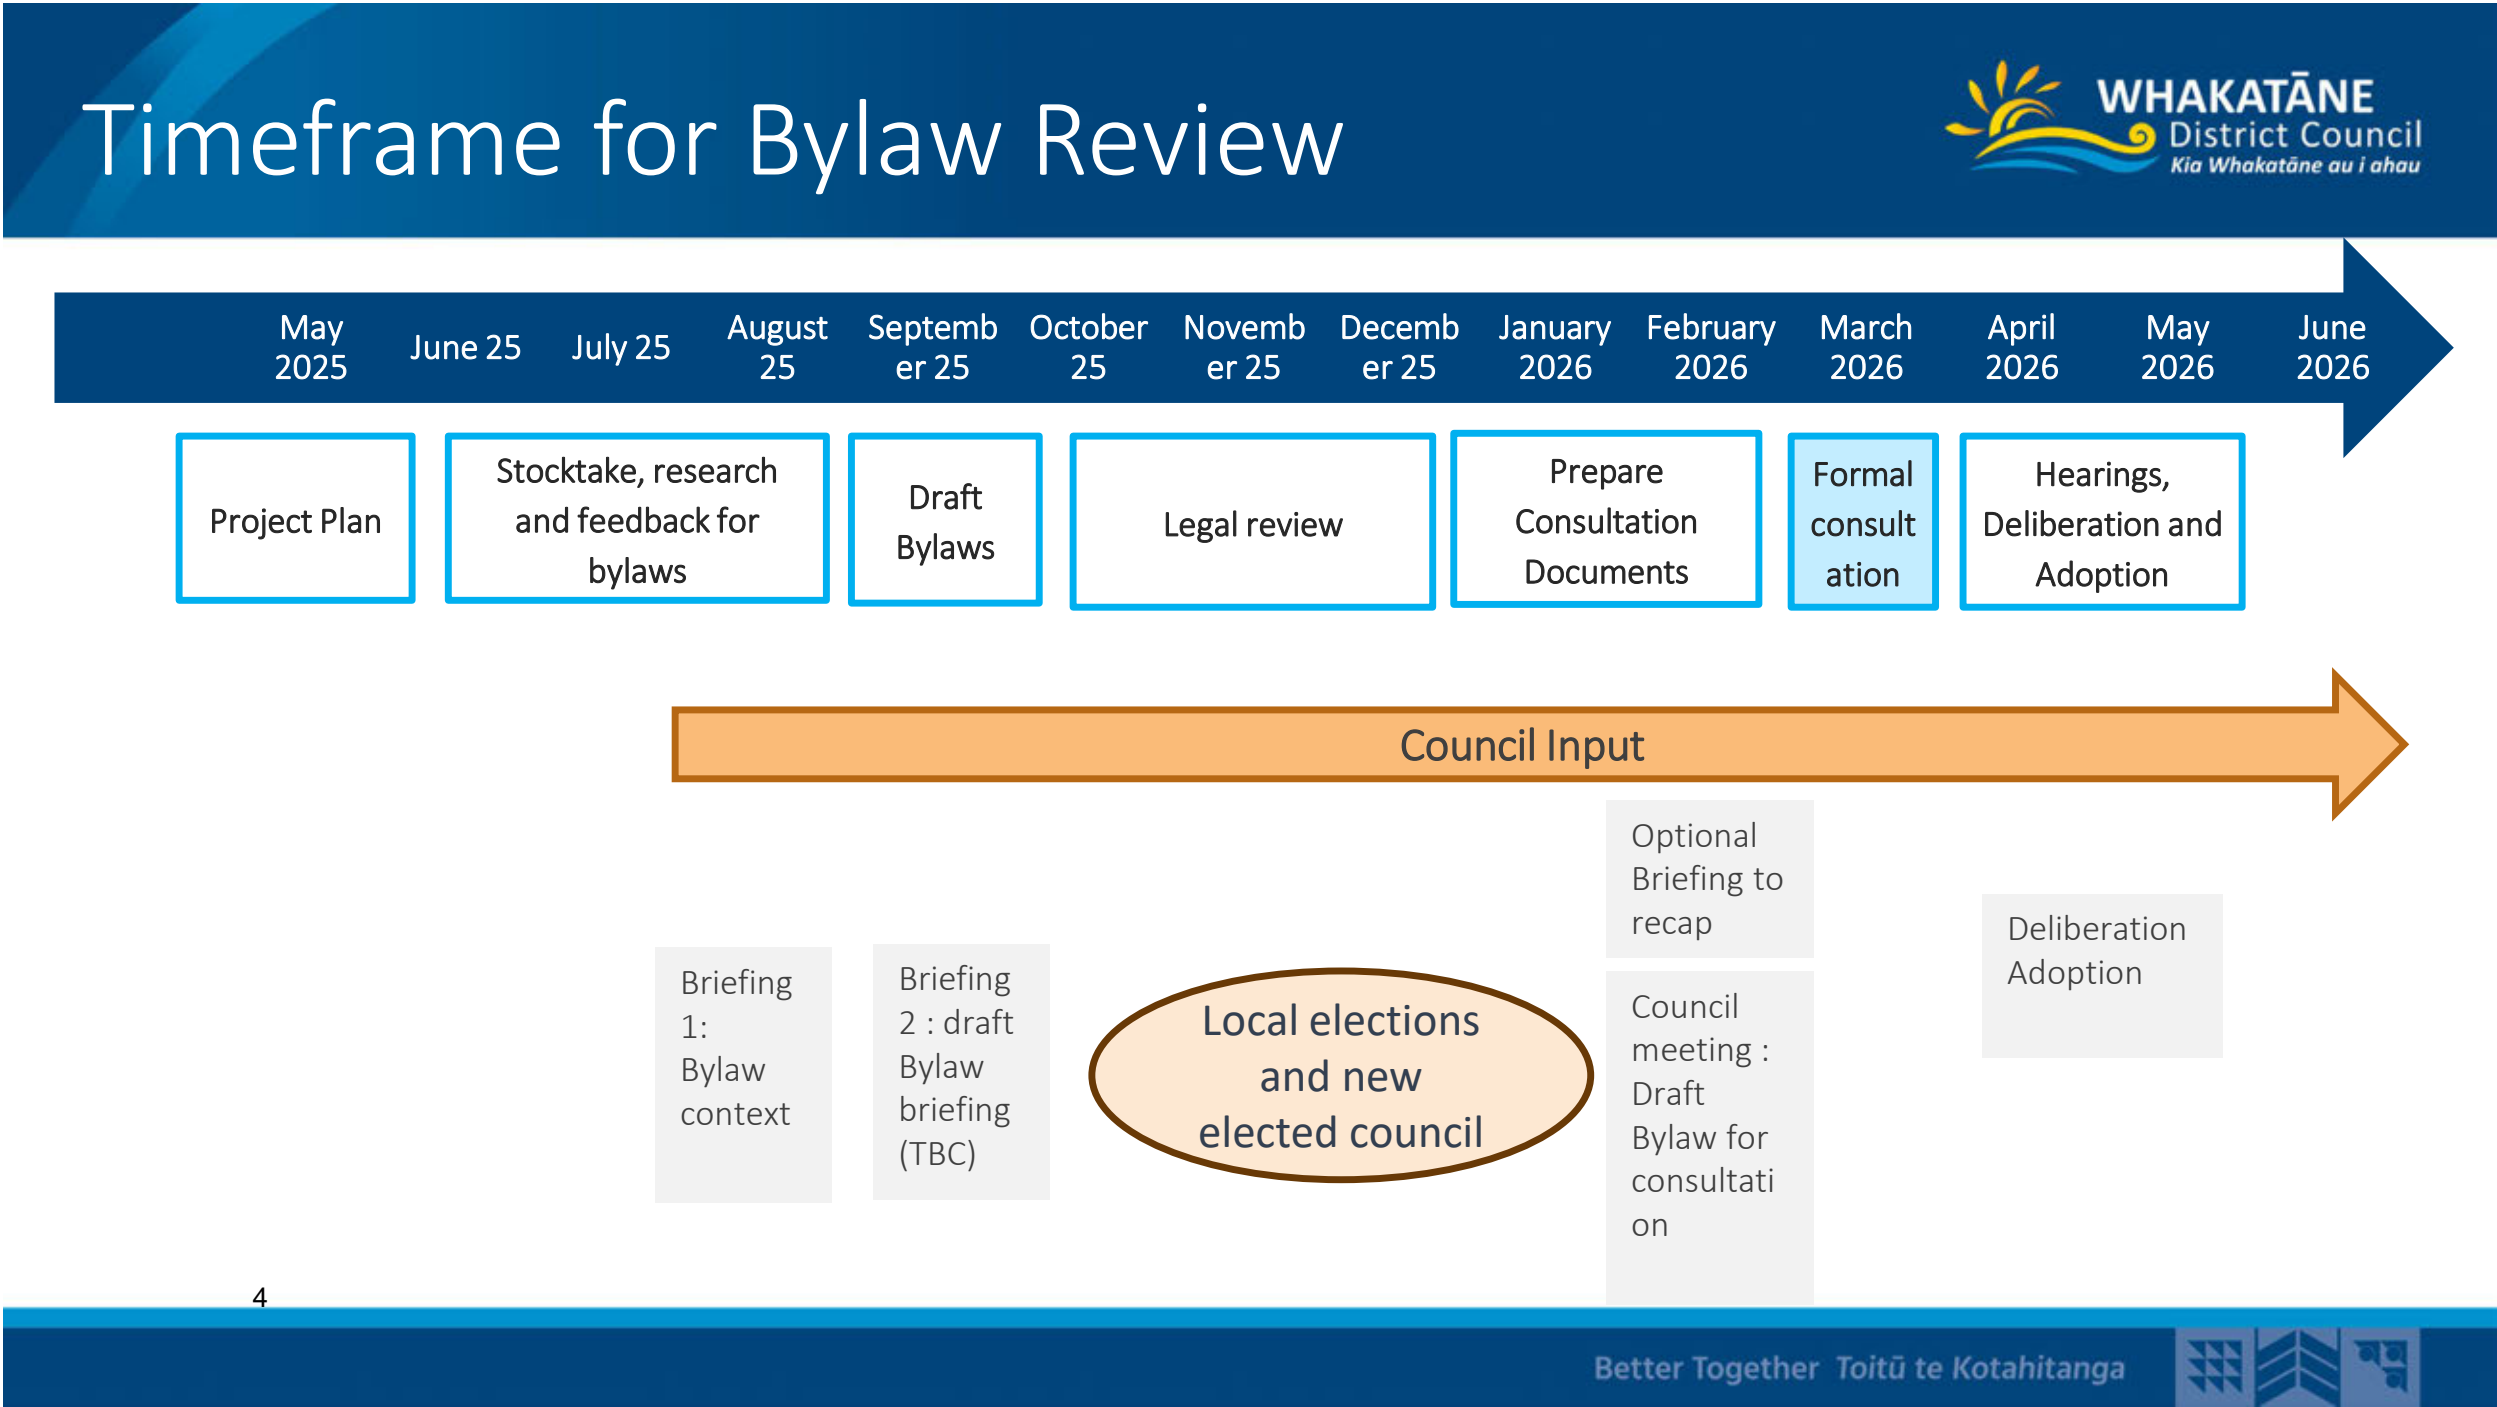 Timeframe for Bylaw Review
WHAKATĀNE
District Council
Kia Whakatāne au i ahau
May
2025
June 25
July 25
August
25
Septemb
er 25
October
25
Novemb
er 25
Decemb
er 25
January
2026
February
2026
March
2026
April
2026
May
2026
June
2026
Project Plan
Stocktake, research
and feedback for
bylaws
Draft
Bylaws
Legal review
Prepare
Consultation
Documents
Formal
consult
ation
Hearings,
Deliberation and
Adoption
Council Input
Briefing
1:
Bylaw
context
Briefing
2 : draft
Bylaw
briefing
(TBC)
Local elections
and new
elected council
Optional
Briefing to
recap
Council
meeting :
Draft
Bylaw for
consultati
on
Deliberation
Adoption
4
Better Together Toitū te Kotahitanga